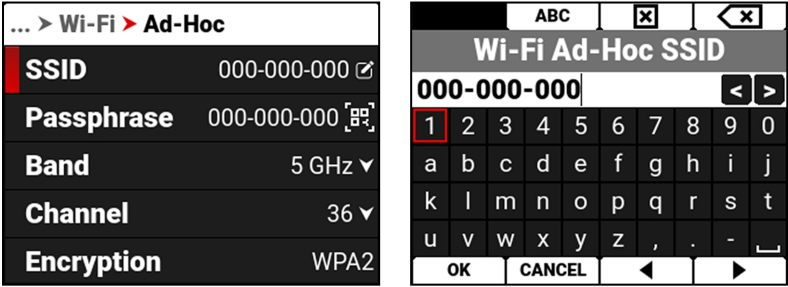 ... > Wi-Fi > Ad-Hoc
SSID 000-000-000
Passphrase 000-000-000
Band 5 GHz
Channel 36
Encryption WPA2
ABC
Wi-Fi Ad-Hoc SSID
000-000-000 < >
1 2 3 4 5 6 7 8 9 0
a b c d e f g h i j
k l m n o p q r s t
u v w x y z , . -
OK CANCEL